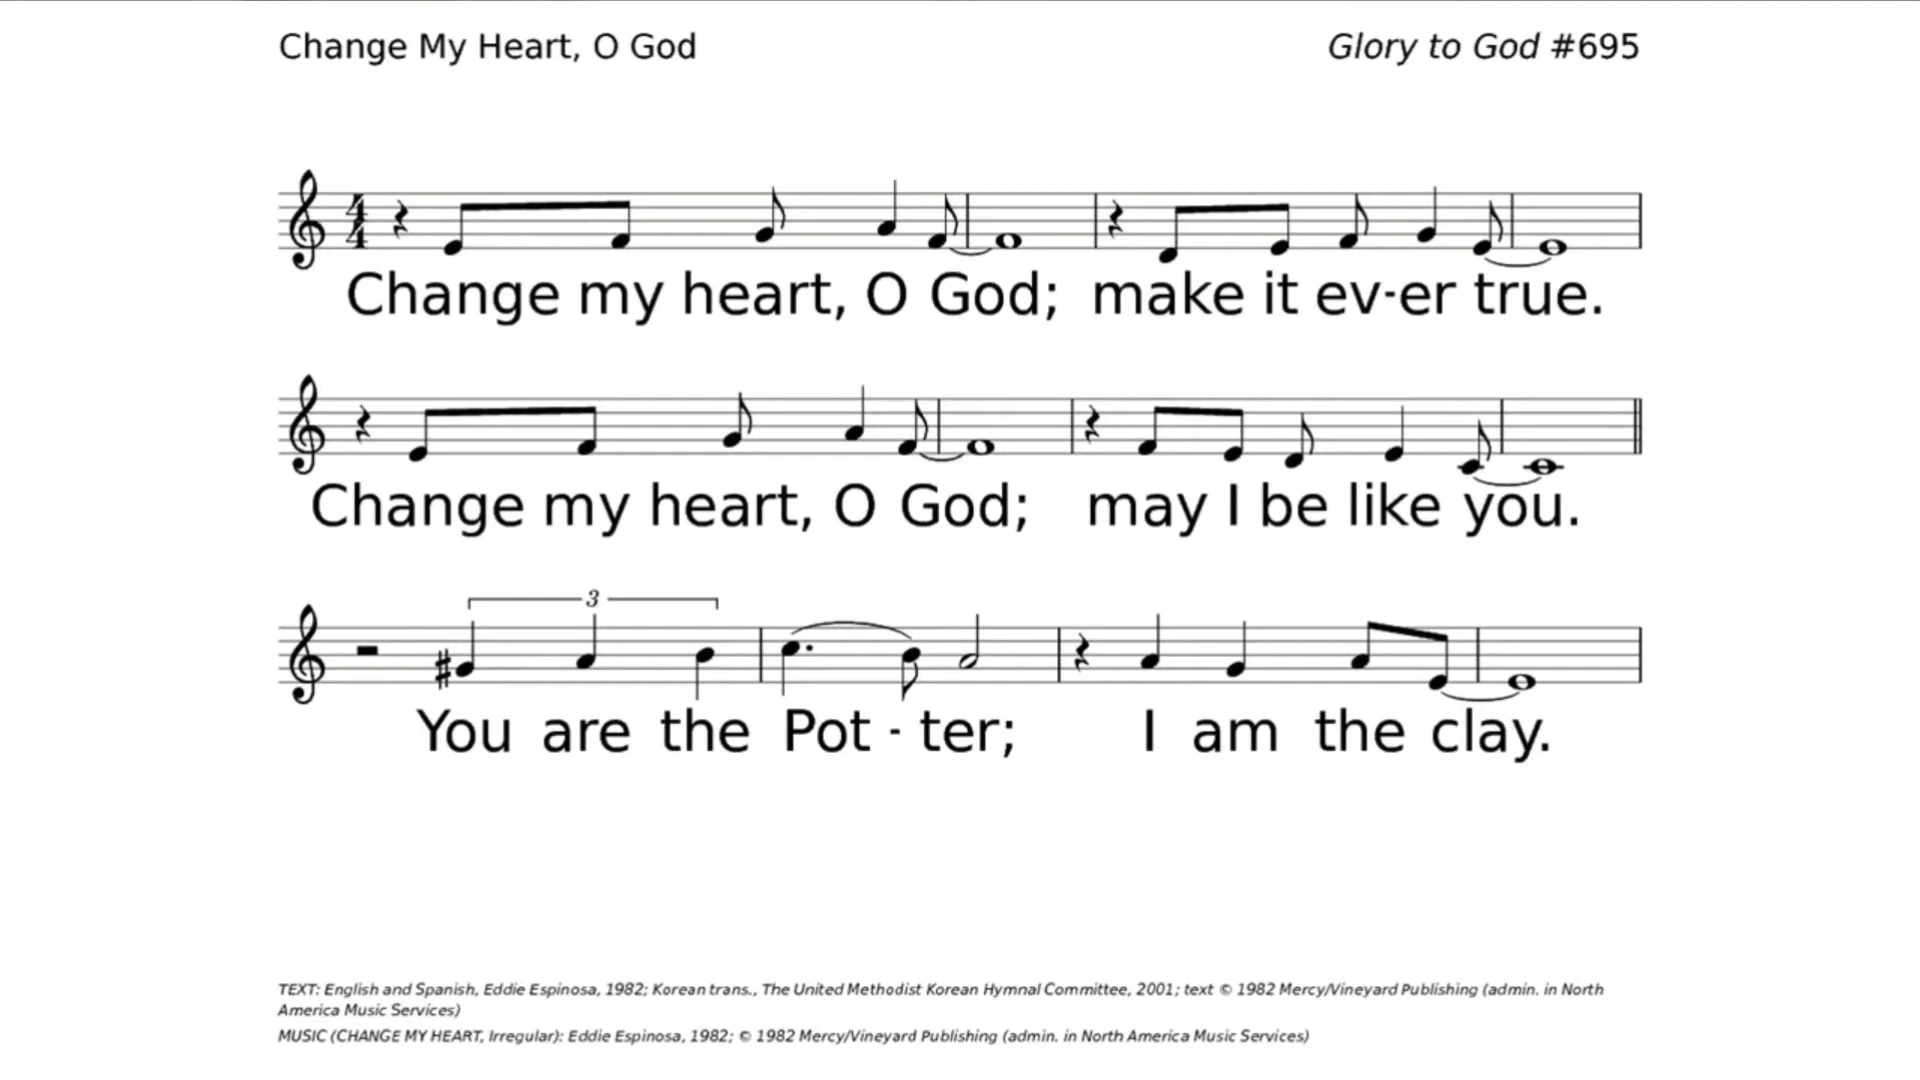 Change My Heart, O God Glory to God #695
Change my heart, O God; make it ev-er true.
Change my heart, O God; may I be like you.
3
You are the Pot - ter; I am the clay.
TEXT: English and Spanish, Eddie Espinosa, 1982; Korean trans., The United Methodist Korean Hymnal Committee, 2001; text © 1982 Mercy/Vineyard Publishing (admin. in North
America Music Services)
MUSIC (CHANGE MY HEART, Irregular): Eddie Espinosa, 1982; © 1982 Mercy/Vineyard Publishing (admin. in North America Music Services)